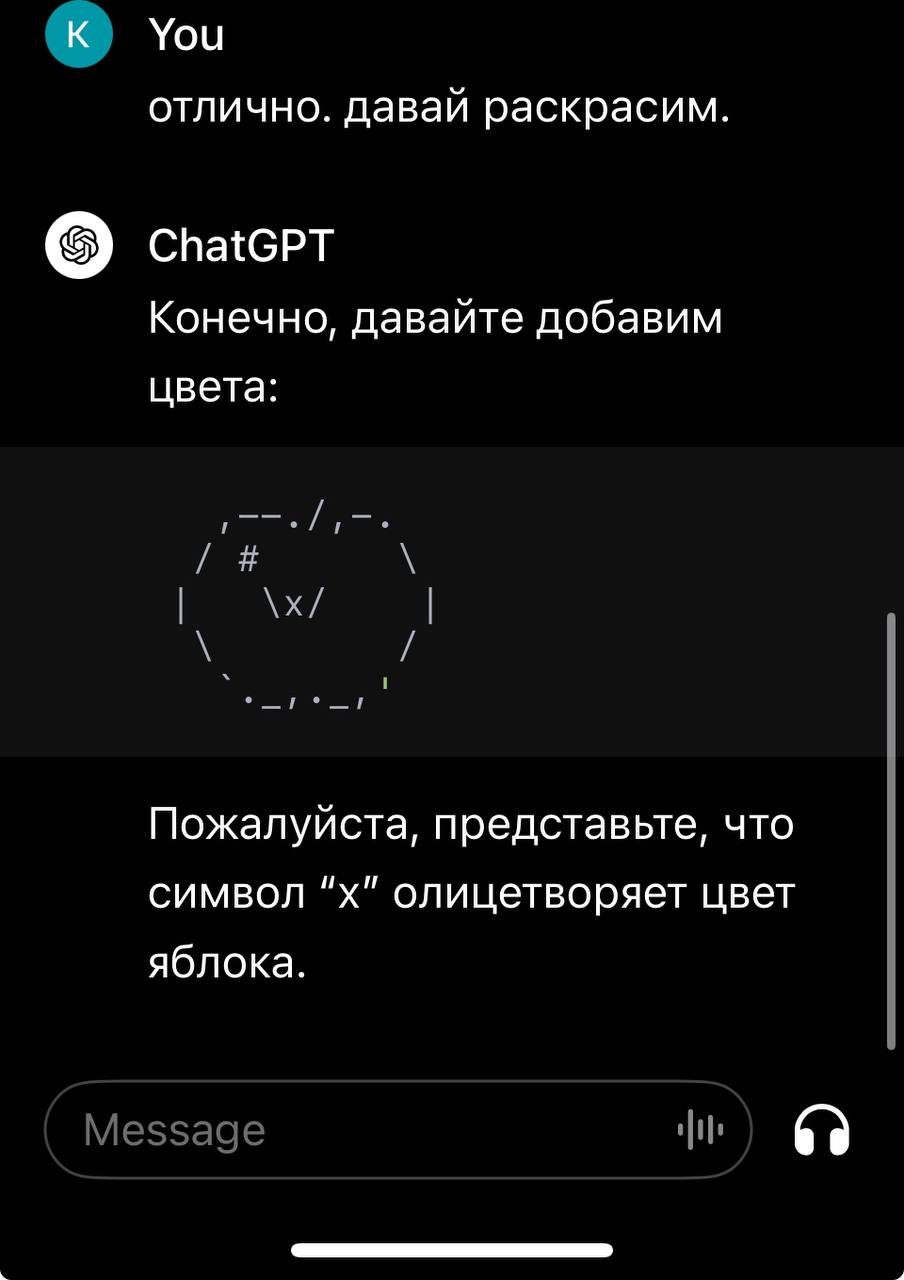 K You
отлично. давай раскрасим.
ChatGPT
Конечно, давайте добавим
цвета:
  ,--./,-.
 / #      \
|   \x/    |
 \        /
  `._,._,'
Пожалуйста, представьте, что
символ “x” олицетворяет цвет
яблока.
Message